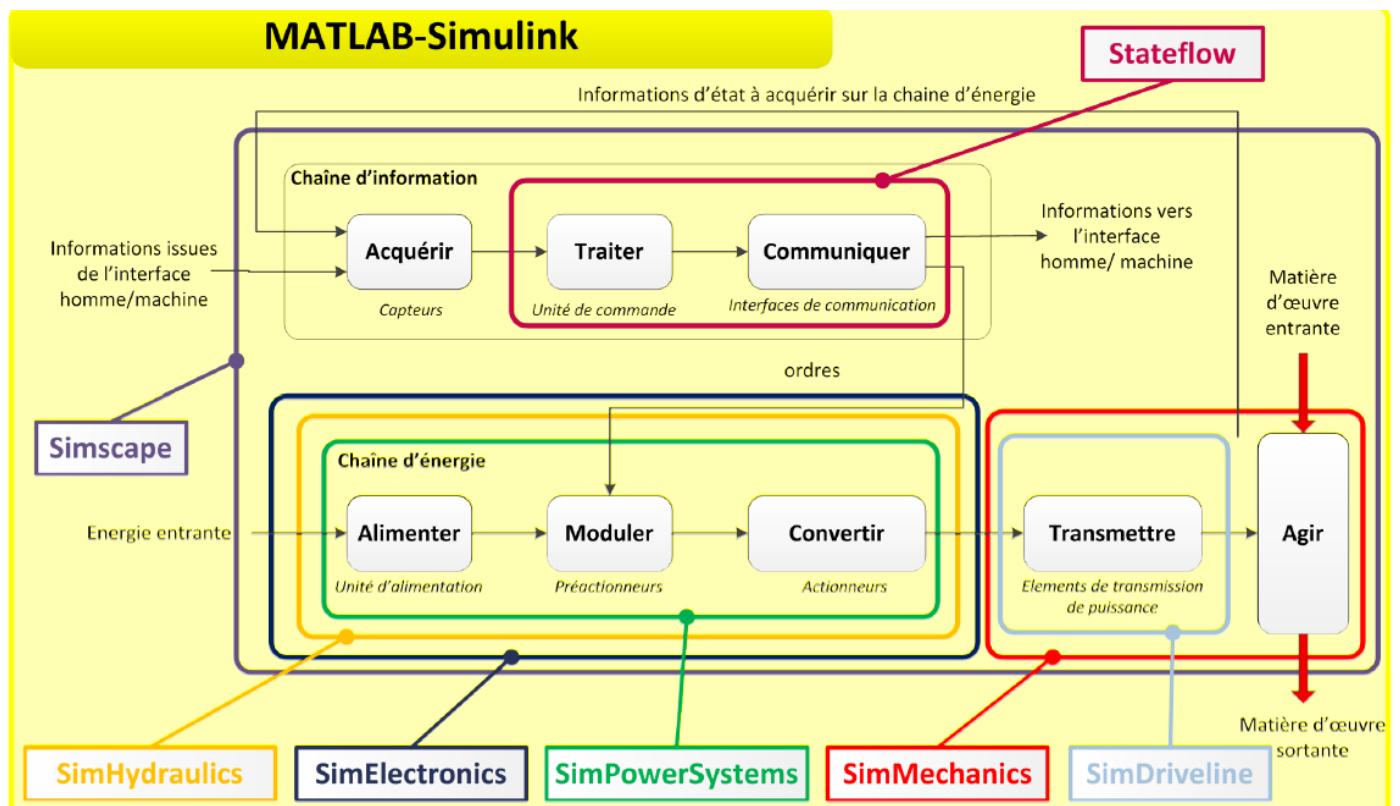 MATLAB-Simulink
Stateflow
Informations d'état à acquérir sur la chaine d'énergie
Chaîne d'information
Informations issues
de l'interface
homme/machine
Acquérir
Capteurs
Traiter
Unité de commande
Communiquer
Interfaces de communication
Informations vers
l'interface
homme/ machine
Matière
d'œuvre
entrante
ordres
Simscape
Chaîne d'énergie
Energie entrante
Alimenter
Unité d'alimentation
Moduler
Préactionneurs
Convertir
Actionneurs
Transmettre
Elements de transmission
de puissance
Agir
Matière d'œuvre
sortante
SimHydraulics
SimElectronics
SimPowerSystems
SimMechanics
SimDriveline